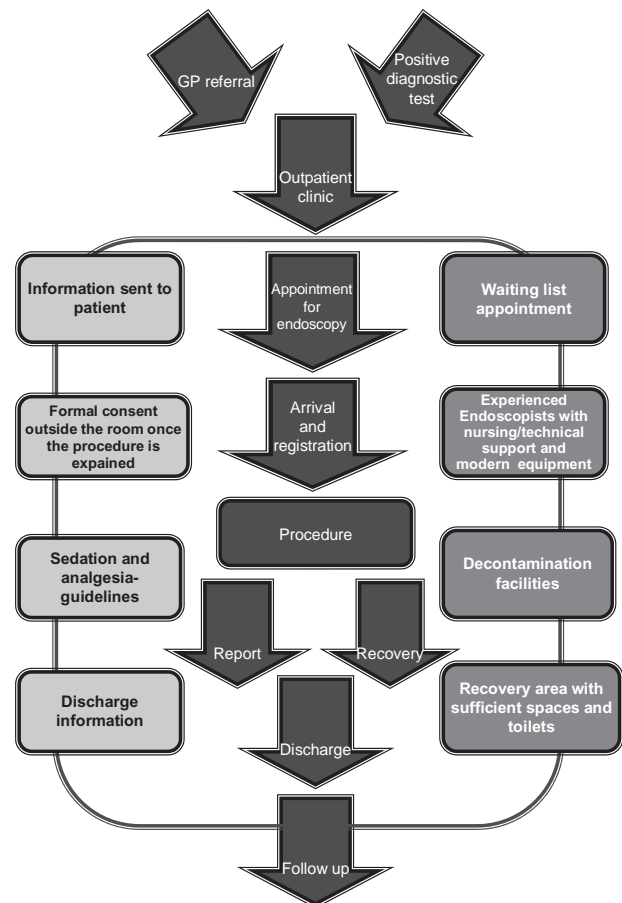 GP referral
Positive
diagnostic
test
Outpatient
clinic
Information sent to
patient
Appointment
for
endoscopy
Waiting list
appointment
Formal consent
outside the room once
the procedure is
expained
Arrival
and
registration
Experienced
Endoscopists with
nursing/technical
support and
modern equipment
Procedure
Sedation and
analgesia-
guidelines
Decontamination
facilities
Report
Recovery
Discharge
information
Discharge
Recovery area with
sufficient spaces and
toilets
Follow up